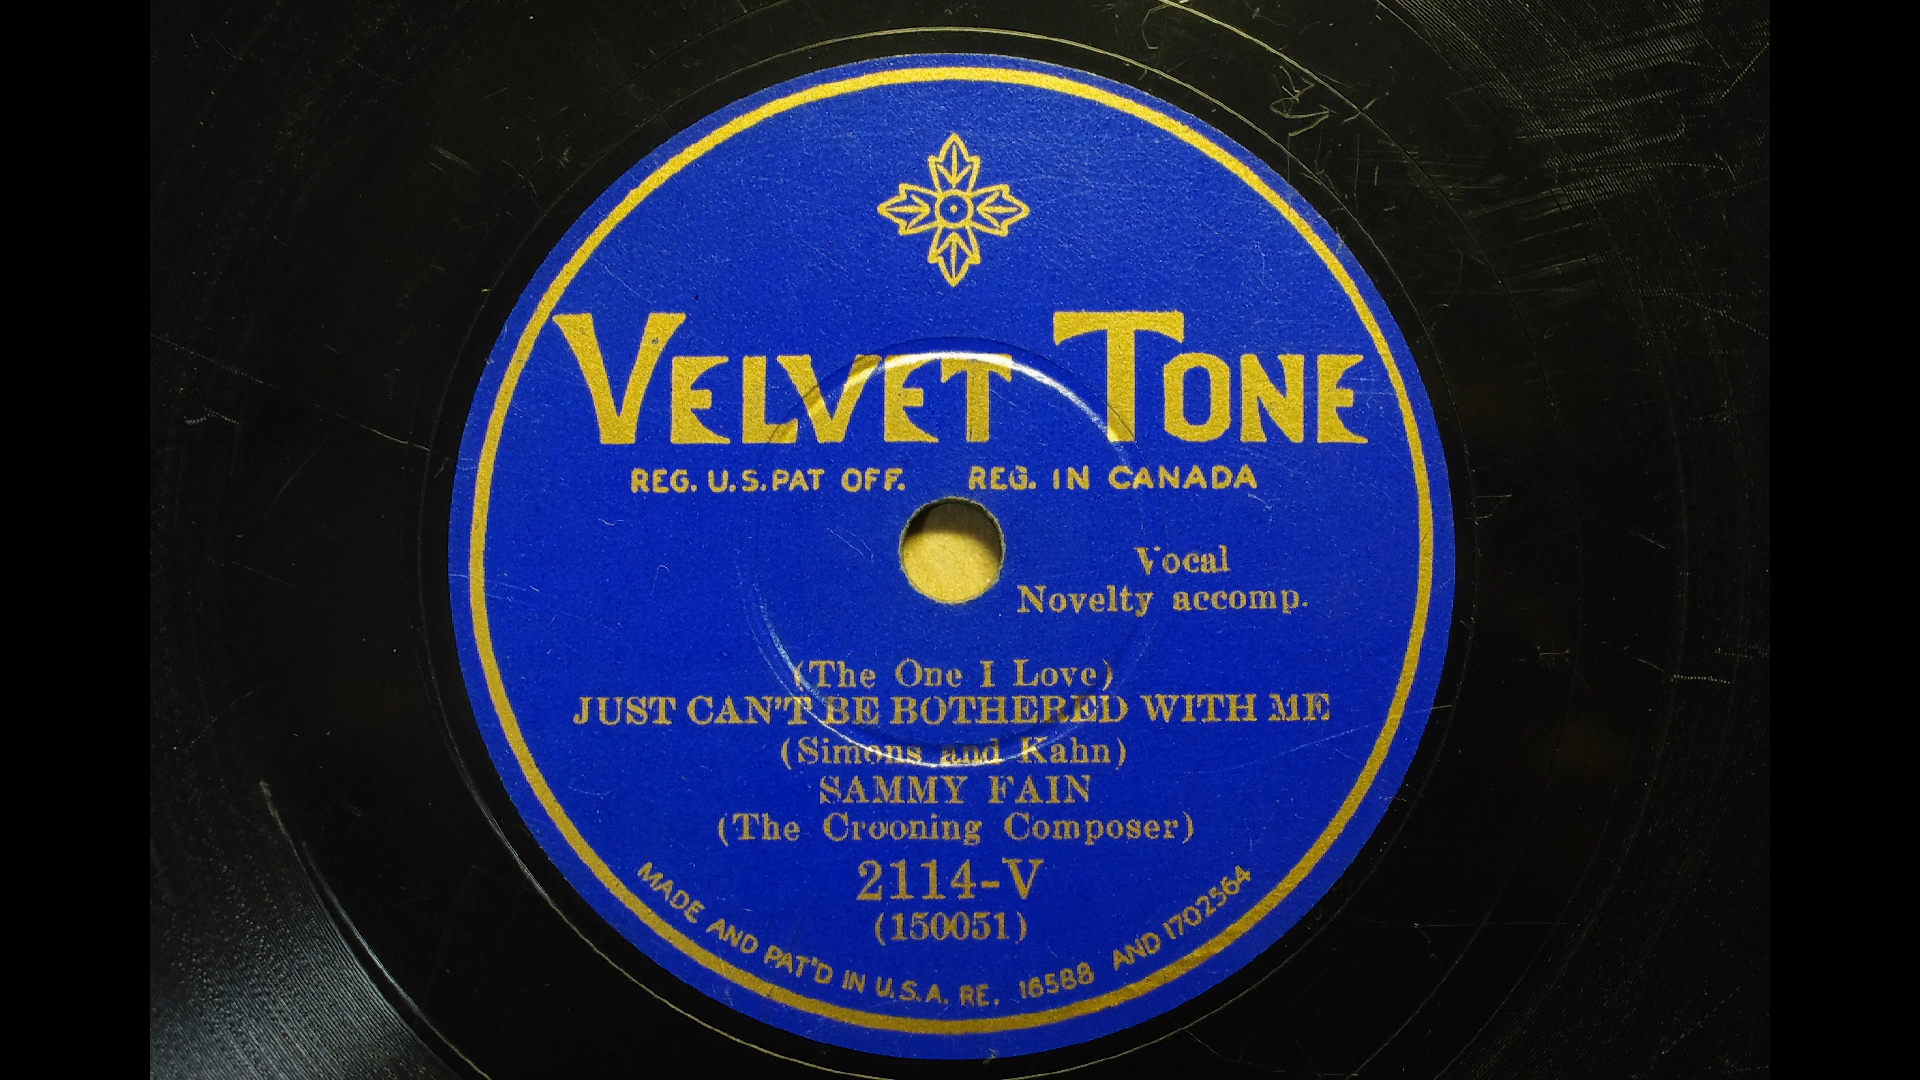 VELVET TONE
REG. U.S. PAT OFF. REG. IN CANADA
Vocal
Novelty accomp.
(The One I Love)
JUST CAN'T BE BOTHERED WITH ME
(Simons and Kahn)
SAMMY FAIN
(The Crooning Composer)
2114-V
(150051)
MADE AND PAT'D IN U.S.A. RE. 16588 AND 1702564